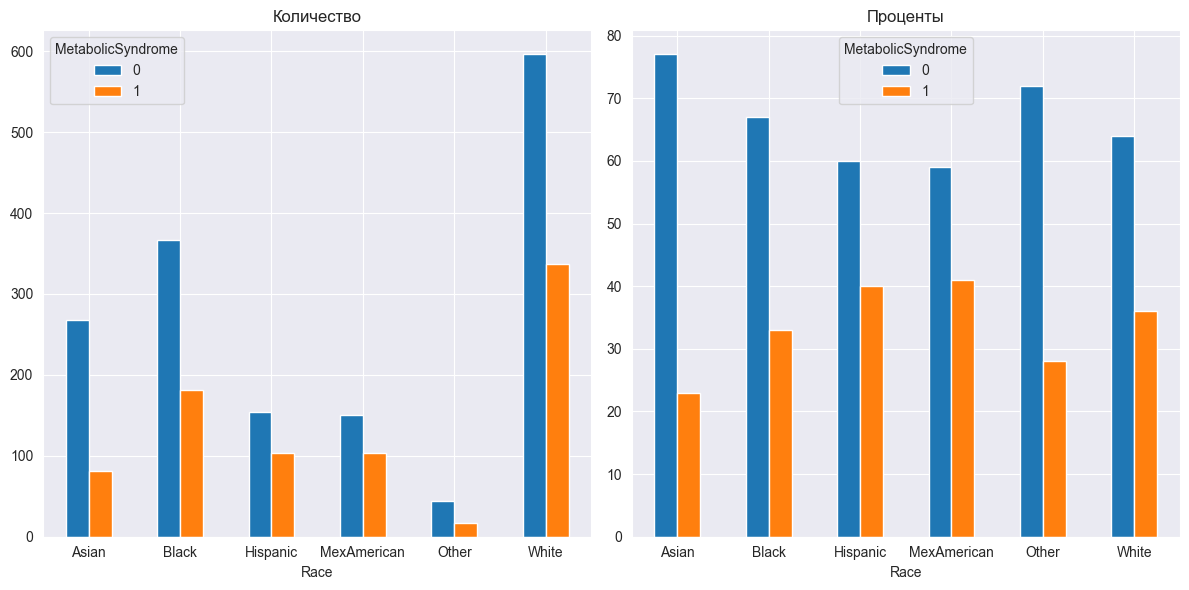 Количество
MetabolicSyndrome
0
1
600
500
400
300
200
100
0
Asian Black Hispanic MexAmerican Other White
Race
Проценты
MetabolicSyndrome
0
1
80
70
60
50
40
30
20
10
0
Asian Black Hispanic MexAmerican Other White
Race